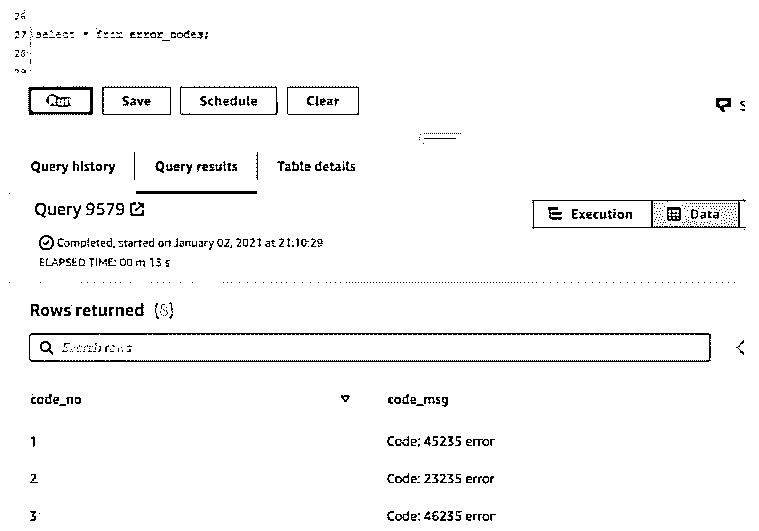 26
27 select * from error_codes;
28
29
Run Save Schedule Clear
S
Query history Query results Table details
Query 9579
Execution Data
Completed, started on January 02, 2021 at 21:10:29
ELAPSED TIME: 00 m 13 s
Rows returned (8)
Search rows
code_no code_msg
1 Code: 45235 error
2 Code: 23235 error
3 Code: 46235 error